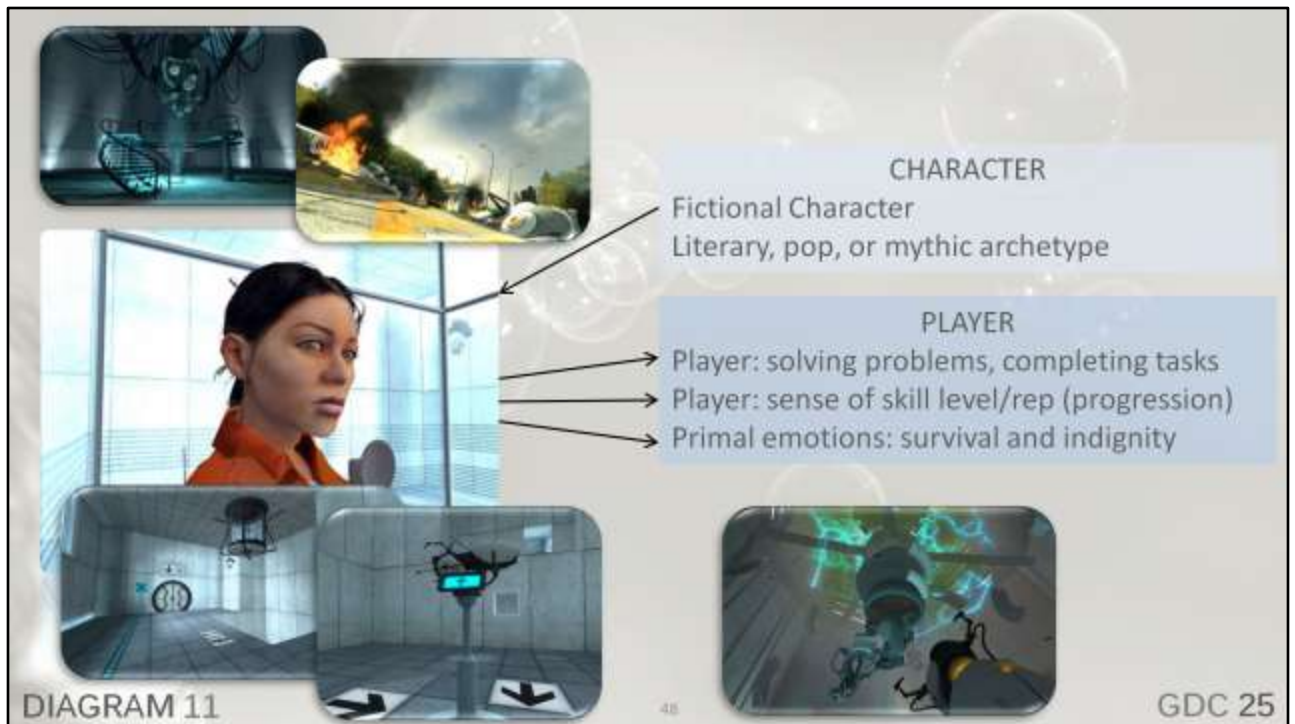 CHARACTER
Fictional Character
Literary, pop, or mythic archetype
PLAYER
Player: solving problems, completing tasks
Player: sense of skill level/rep (progression)
Primal emotions: survival and indignity
DIAGRAM 11
48
GDC 25